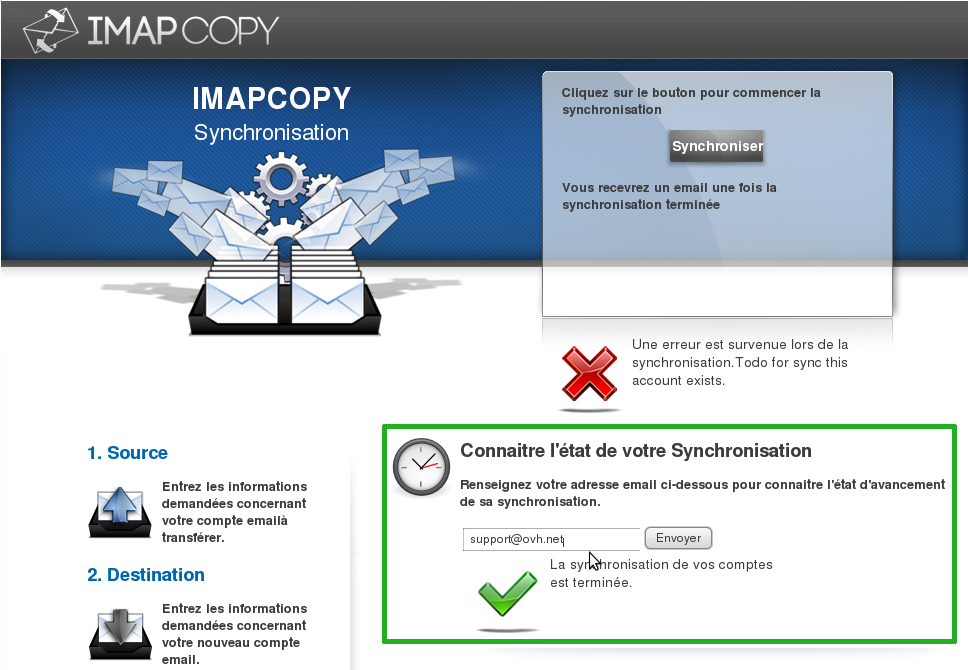 IMAP COPY
IMAPCOPY
Synchronisation
Cliquez sur le bouton pour commencer la
synchronisation
Synchroniser
Vous recevrez un email une fois la
synchronisation terminée
Une erreur est survenue lors de la
synchronisation.Todo for sync this
account exists.
1. Source
Entrez les informations
demandées concernant
votre compte emailà
transférer.
2. Destination
Entrez les informations
demandées concernant
votre nouveau compte
email.
Connaitre l'état de votre Synchronisation
Renseignez votre adresse email ci-dessous pour connaitre l'état d'avancement
de sa synchronisation.
support@ovh.net
Envoyer
La synchronisation de vos comptes
est terminée.